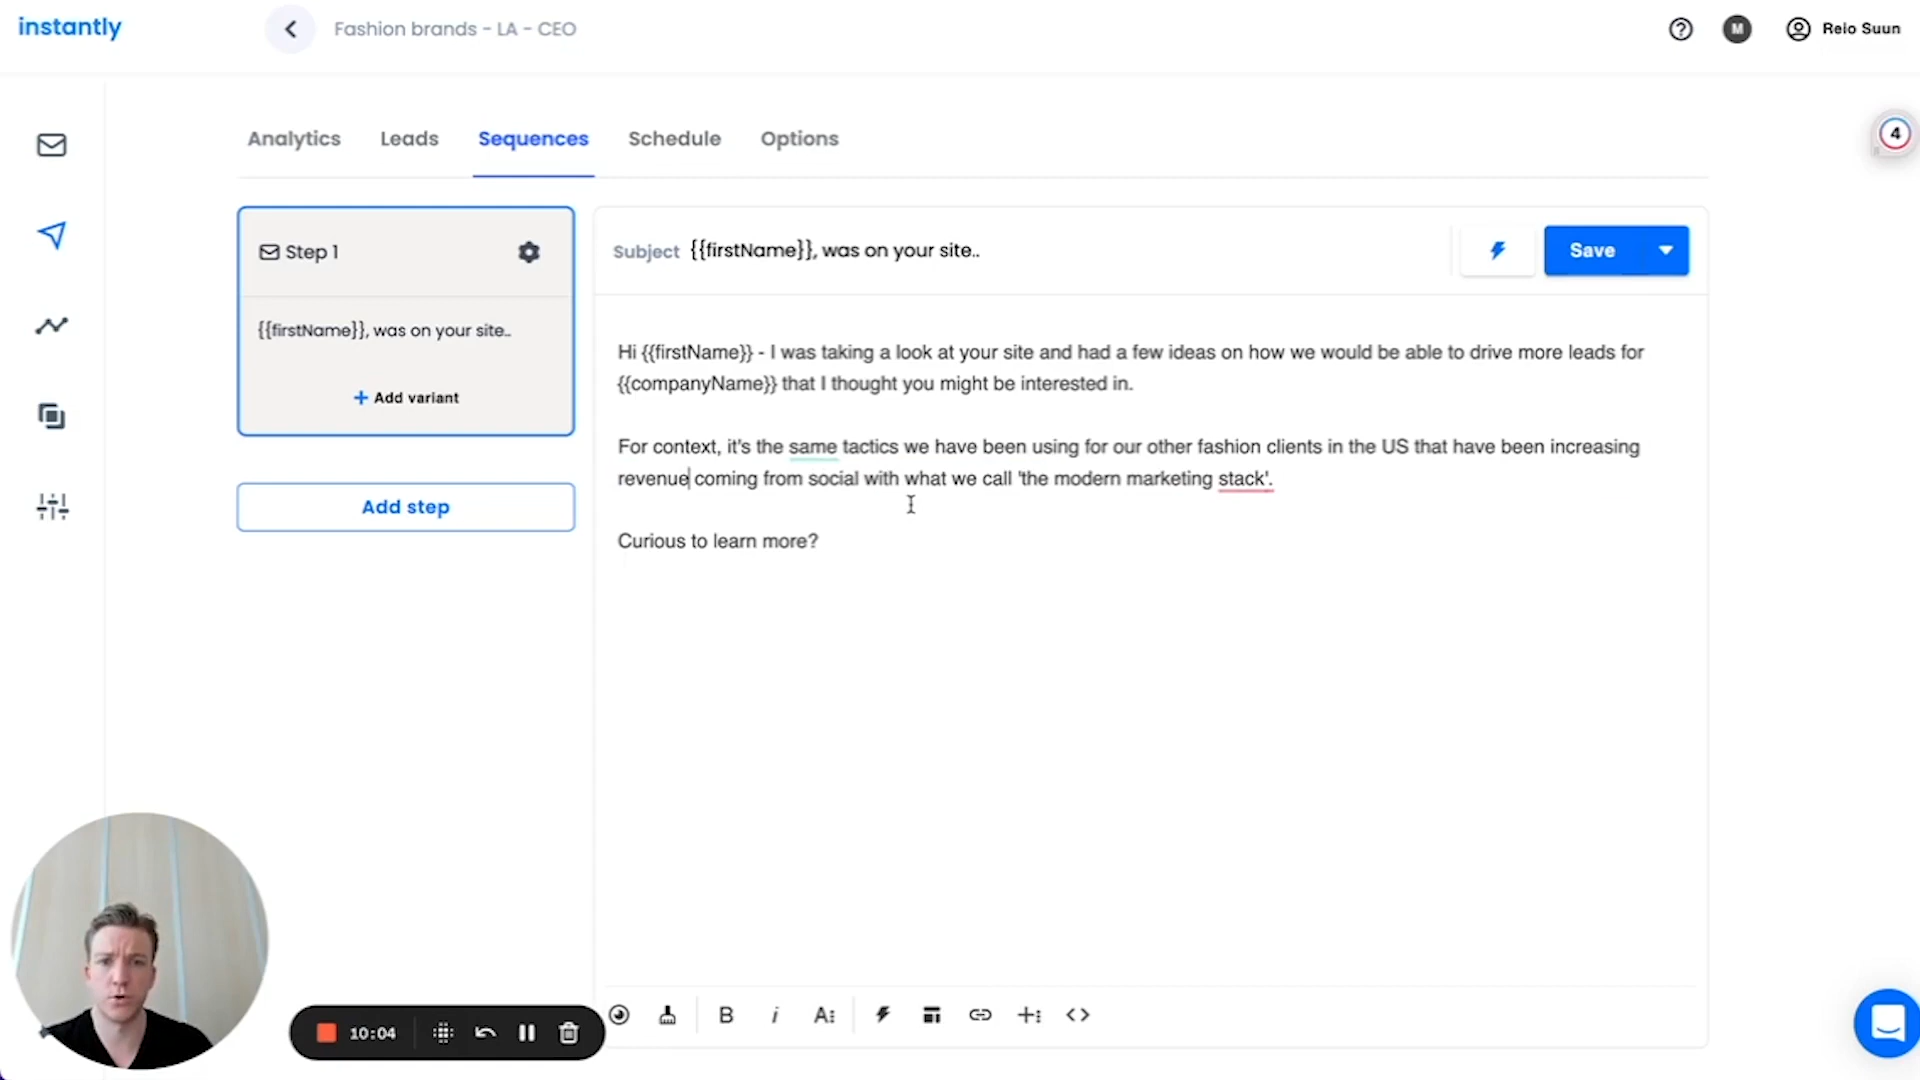 instantly
Fashion brands - LA - CEO
M
Reio Suun
4
Analytics
Leads
Sequences
Schedule
Options
Step 1
{{firstName}}, was on your site..
Add variant
Add step
Subject
{{firstName}}, was on your site..
Save
Hi {{firstName}} - I was taking a look at your site and had a few ideas on how we would be able to drive more leads for
{{companyName}} that I thought you might be interested in.
For context, it's the same tactics we have been using for our other fashion clients in the US that have been increasing
revenue coming from social with what we call 'the modern marketing stack'.
Curious to learn more?
10:04
B
i
A